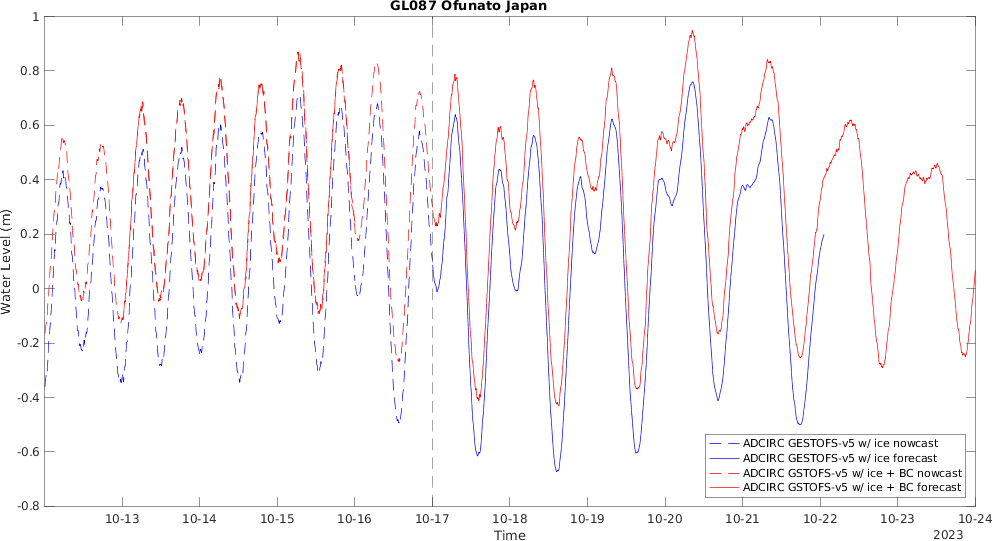 GL087 Ofunato Japan
1
0.8
0.6
0.4
0.2
0
-0.2
-0.4
-0.6
-0.8
Water Level (m)
10-13 10-14 10-15 10-16 10-17 10-18 10-19 10-20 10-21 10-22 10-23 10-24
2023
Time
ADCIRC GESTOFS-v5 w/ ice nowcast
ADCIRC GESTOFS-v5 w/ ice forecast
ADCIRC GSTOFS-v5 w/ ice + BC nowcast
ADCIRC GSTOFS-v5 w/ ice + BC forecast